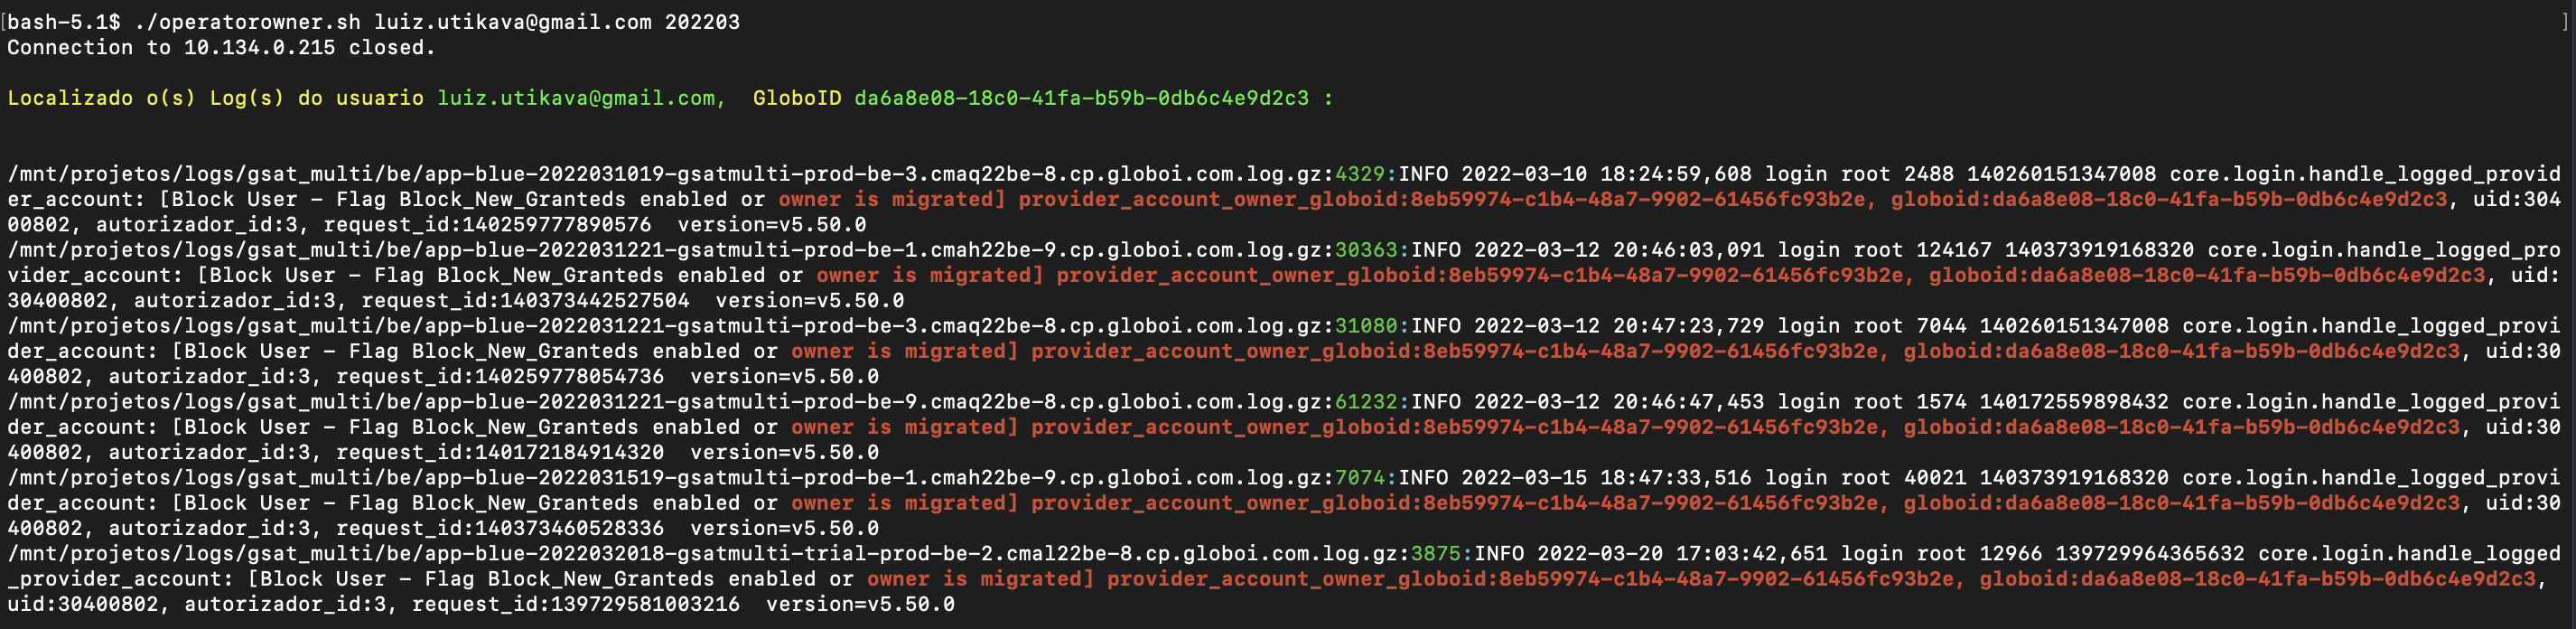 [bash-5.1$ ./operatorowner.sh luiz.utikava@gmail.com 202203 ]
Connection to 10.134.0.215 closed.
Localizado o(s) Log(s) do usuario luiz.utikava@gmail.com,  GloboID da6a8e08-18c0-41fa-b59b-0db6c4e9d2c3 :
/mnt/projetos/logs/gsat_multi/be/app-blue-2022031019-gsatmulti-prod-be-3.cmaq22be-8.cp.globoi.com.log.gz:4329:INFO 2022-03-10 18:24:59,608 login root 2488 140260151347008 core.login.handle_logged_provid
er_account: [Block User - Flag Block_New_Granteds enabled or owner is migrated] provider_account_owner_globoid:8eb59974-c1b4-48a7-9902-61456fc93b2e, globoid:da6a8e08-18c0-41fa-b59b-0db6c4e9d2c3, uid:304
00802, autorizador_id:3, request_id:140259777890576  version=v5.50.0
/mnt/projetos/logs/gsat_multi/be/app-blue-2022031221-gsatmulti-prod-be-1.cmah22be-9.cp.globoi.com.log.gz:30363:INFO 2022-03-12 20:46:03,091 login root 124167 140373919168320 core.login.handle_logged_pro
vider_account: [Block User - Flag Block_New_Granteds enabled or owner is migrated] provider_account_owner_globoid:8eb59974-c1b4-48a7-9902-61456fc93b2e, globoid:da6a8e08-18c0-41fa-b59b-0db6c4e9d2c3, uid:
30400802, autorizador_id:3, request_id:140373442527504  version=v5.50.0
/mnt/projetos/logs/gsat_multi/be/app-blue-2022031221-gsatmulti-prod-be-3.cmaq22be-8.cp.globoi.com.log.gz:31080:INFO 2022-03-12 20:47:23,729 login root 7044 140260151347008 core.login.handle_logged_provi
der_account: [Block User - Flag Block_New_Granteds enabled or owner is migrated] provider_account_owner_globoid:8eb59974-c1b4-48a7-9902-61456fc93b2e, globoid:da6a8e08-18c0-41fa-b59b-0db6c4e9d2c3, uid:30
400802, autorizador_id:3, request_id:140259778054736  version=v5.50.0
/mnt/projetos/logs/gsat_multi/be/app-blue-2022031221-gsatmulti-prod-be-9.cmaq22be-8.cp.globoi.com.log.gz:61232:INFO 2022-03-12 20:46:47,453 login root 1574 140172559898432 core.login.handle_logged_provi
der_account: [Block User - Flag Block_New_Granteds enabled or owner is migrated] provider_account_owner_globoid:8eb59974-c1b4-48a7-9902-61456fc93b2e, globoid:da6a8e08-18c0-41fa-b59b-0db6c4e9d2c3, uid:30
400802, autorizador_id:3, request_id:140172184914320  version=v5.50.0
/mnt/projetos/logs/gsat_multi/be/app-blue-2022031519-gsatmulti-prod-be-1.cmah22be-9.cp.globoi.com.log.gz:7074:INFO 2022-03-15 18:47:33,516 login root 40021 140373919168320 core.login.handle_logged_provi
der_account: [Block User - Flag Block_New_Granteds enabled or owner is migrated] provider_account_owner_globoid:8eb59974-c1b4-48a7-9902-61456fc93b2e, globoid:da6a8e08-18c0-41fa-b59b-0db6c4e9d2c3, uid:30
400802, autorizador_id:3, request_id:140373460528336  version=v5.50.0
/mnt/projetos/logs/gsat_multi/be/app-blue-2022032018-gsatmulti-trial-prod-be-2.cmal22be-8.cp.globoi.com.log.gz:3875:INFO 2022-03-20 17:03:42,651 login root 12966 139729964365632 core.login.handle_logged
_provider_account: [Block User - Flag Block_New_Granteds enabled or owner is migrated] provider_account_owner_globoid:8eb59974-c1b4-48a7-9902-61456fc93b2e, globoid:da6a8e08-18c0-41fa-b59b-0db6c4e9d2c3,
uid:30400802, autorizador_id:3, request_id:139729581003216  version=v5.50.0